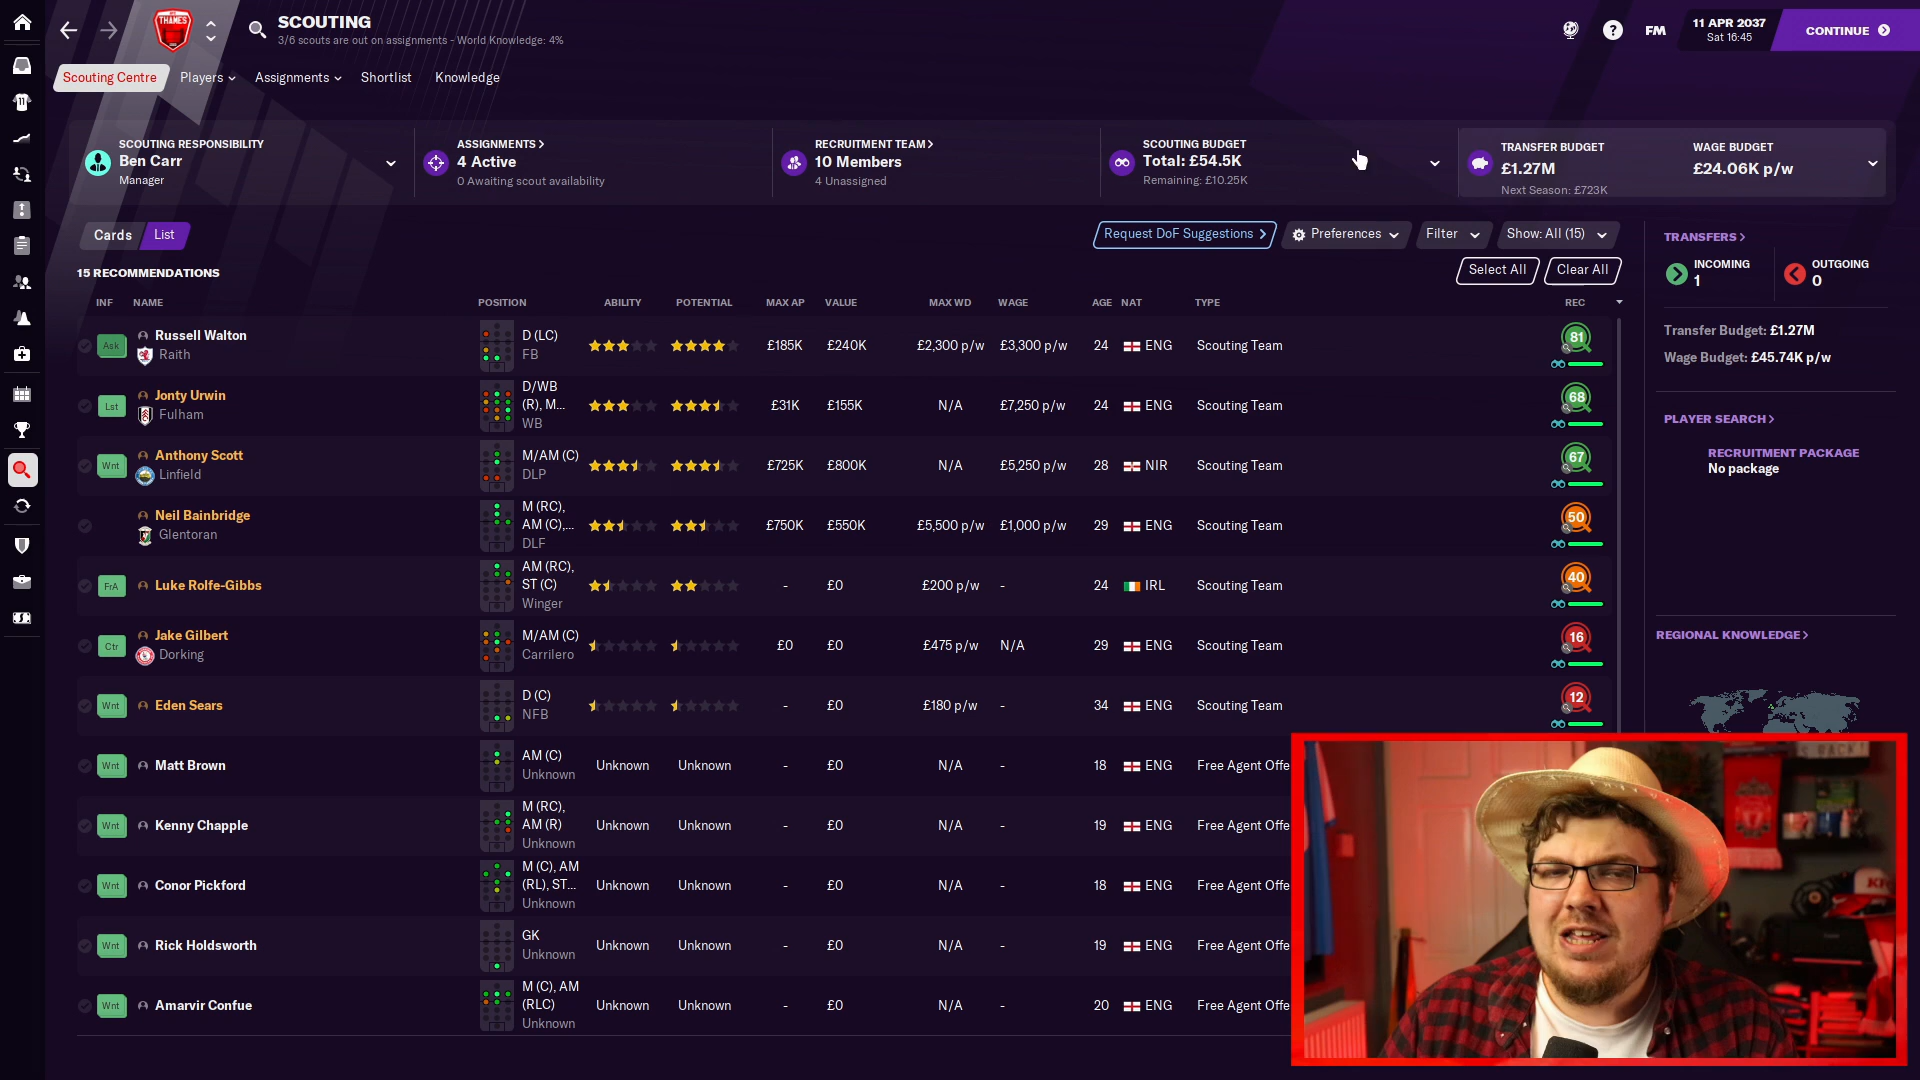 THAMES
SCOUTING
3/6 scouts are out on assignments - World Knowledge: 4%
FM
11 APR 2037
Sat 16:45
CONTINUE
Scouting Centre
Players
Assignments
Shortlist
Knowledge
SCOUTING RESPONSIBILITY
Ben Carr
Manager
ASSIGNMENTS >
4 Active
0 Awaiting scout availability
RECRUITMENT TEAM >
10 Members
4 Unassigned
SCOUTING BUDGET
Total: £54.5K
Remaining: £10.25K
TRANSFER BUDGET
£1.27M
Next Season: £723K
WAGE BUDGET
£24.06K p/w
Cards
List
Request DoF Suggestions >
Preferences
Filter
Show: All (15)
15 RECOMMENDATIONS
Select All
Clear All
INF NAME POSITION ABILITY POTENTIAL MAX AP VALUE MAX WD WAGE AGE NAT TYPE REC
Ask Russell Walton D (LC) £185K £240K £2,300 p/w £3,300 p/w 24 ENG Scouting Team 81
Raith FB
Lst Jonty Urwin D/WB (R), M... £31K £155K N/A £7,250 p/w 24 ENG Scouting Team 68
Fulham WB
Wnt Anthony Scott M/AM (C) £725K £800K N/A £5,250 p/w 28 NIR Scouting Team 67
Linfield DLP
Neil Bainbridge M (RC), AM (C),... £750K £550K £5,500 p/w £1,000 p/w 29 ENG Scouting Team 50
Glentoran DLF
FrA Luke Rolfe-Gibbs AM (RC), ST (C) - £0 £200 p/w - 24 IRL Scouting Team 40
Winger
Ctr Jake Gilbert M/AM (C) £0 £0 £475 p/w N/A 29 ENG Scouting Team 16
Dorking Carrilero
Wnt Eden Sears D (C) - £0 £180 p/w - 34 ENG Scouting Team 12
NFB
Wnt Matt Brown AM (C) Unknown Unknown - £0 N/A - 18 ENG Free Agent Offe
Unknown
Wnt Kenny Chapple M (RC), AM (R) Unknown Unknown - £0 N/A - 19 ENG Free Agent Offe
Unknown
Wnt Conor Pickford M (C), AM (RL), ST... Unknown Unknown - £0 N/A - 18 ENG Free Agent Offe
Unknown
Wnt Rick Holdsworth GK Unknown Unknown - £0 N/A - 19 ENG Free Agent Offe
Unknown
Wnt Amarvir Confue M (C), AM (RLC) Unknown Unknown - £0 N/A - 20 ENG Free Agent Offe
Unknown
TRANSFERS >
INCOMING
1
OUTGOING
0
Transfer Budget: £1.27M
Wage Budget: £45.74K p/w
PLAYER SEARCH >
RECRUITMENT PACKAGE
No package
REGIONAL KNOWLEDGE >